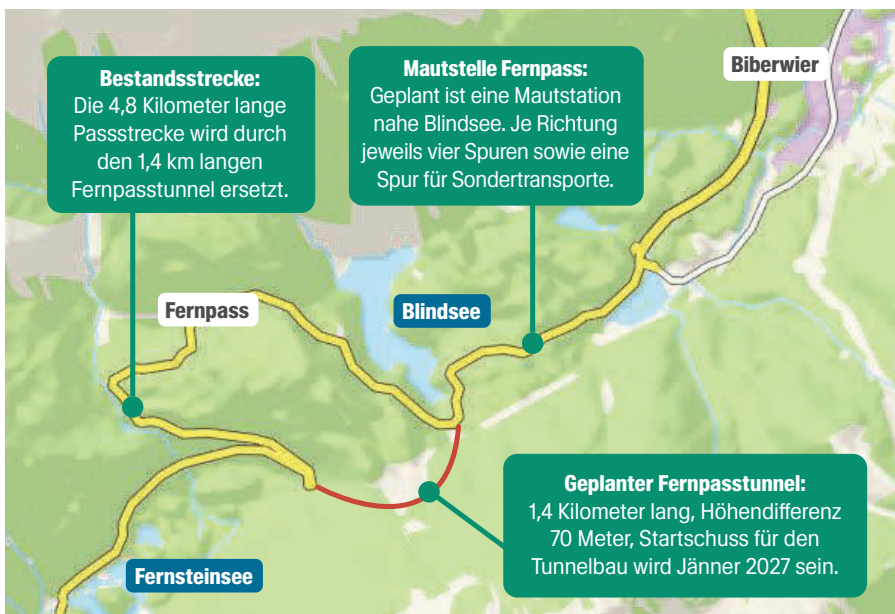 Bestandsstrecke:
Die 4,8 Kilometer lange
Passstrecke wird durch
den 1,4 km langen
Fernpasstunnel ersetzt.
Mautstelle Fernpass:
Geplant ist eine Mautstation
nahe Blindsee. Je Richtung
jeweils vier Spuren sowie eine
Spur für Sondertransporte.
Biberwier
Fernpass
Blindsee
Geplanter Fernpasstunnel:
1,4 Kilometer lang, Höhendifferenz
70 Meter, Startschuss für den
Tunnelbau wird Jänner 2027 sein.
Fernsteinsee